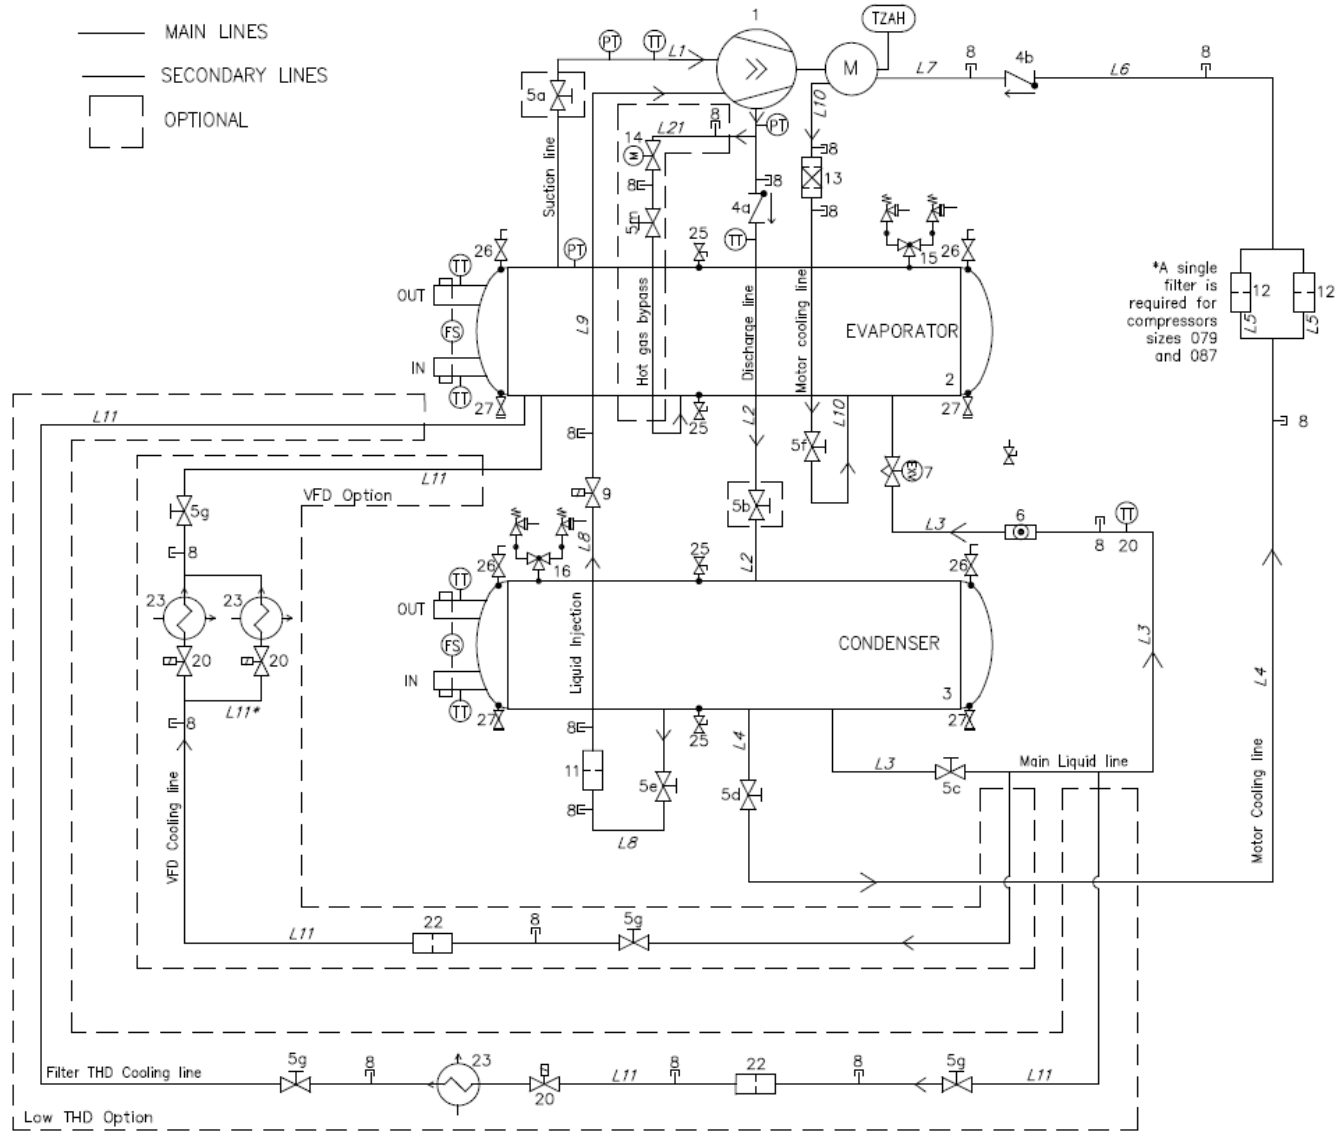 MAIN LINES
SECONDARY LINES
OPTIONAL
1
TZAH
PT
TT
L1
M
L7
8
4b
L6
8
5a
L10
8
L21
PT
14
M
8
13
8
8
4a
8
Suction line
5m
TT
25
26
PT
15
26
TT
OUT
FS
IN
TT
27
L9
Hot gas bypass
Discharge line
Motor cooling line
EVAPORATOR
2
27
*A single
filter is
required for
compressors
sizes 079
and 087
12
12
L5
L5
8
L11
L11
VFD Option
8
25
L2
5f
L10
EXV
7
5g
8
9
5b
L3
6
8
TT
20
L8
16
25
L2
26
26
23
23
TT
OUT
FS
IN
TT
27
20
20
L11*
8
Liquid Injection
CONDENSER
3
27
L3
L4
8
25
L4
11
5e
5d
L3
5c
Main Liquid line
8
L8
VFD Cooling line
Motor Cooling line
L11
22
8
5g
Filter THD Cooling line
5g
8
23
20
L11
8
22
8
5g
L11
Low THD Option